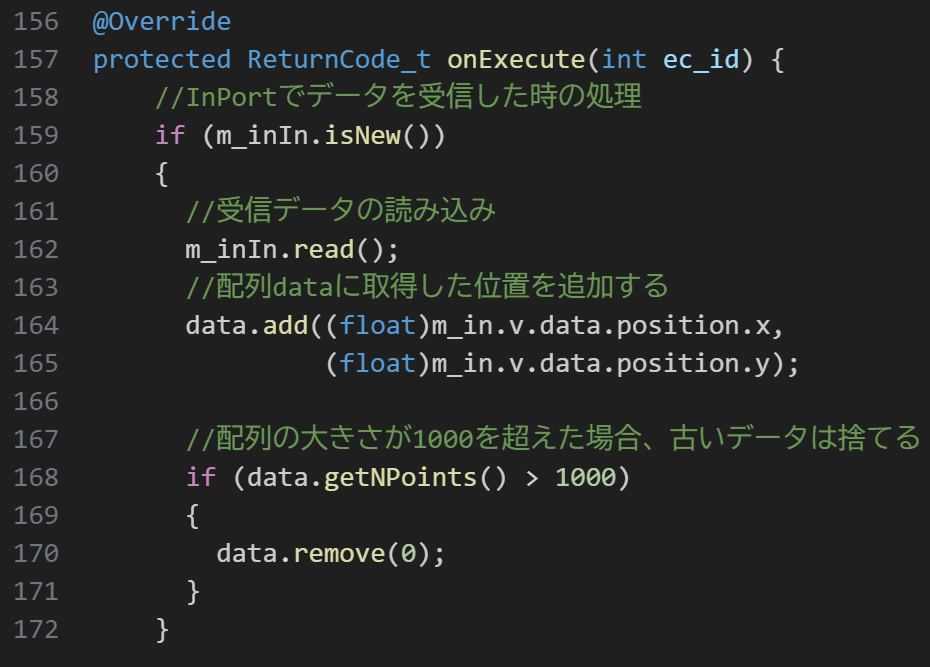 156 @Override
157 protected ReturnCode_t onExecute(int ec_id) {
158 //InPortでデータを受信した時の処理
159 if (m_inIn.isNew())
160 {
161 //受信データの読み込み
162 m_inIn.read();
163 //配列dataに取得した位置を追加する
164 data.add((float)m_in.v.data.position.x,
165 (float)m_in.v.data.position.y);
166
167 //配列の大きさが1000を超えた場合、古いデータは捨てる
168 if (data.getNPoints() > 1000)
169 {
170 data.remove(0);
171 }
172 }